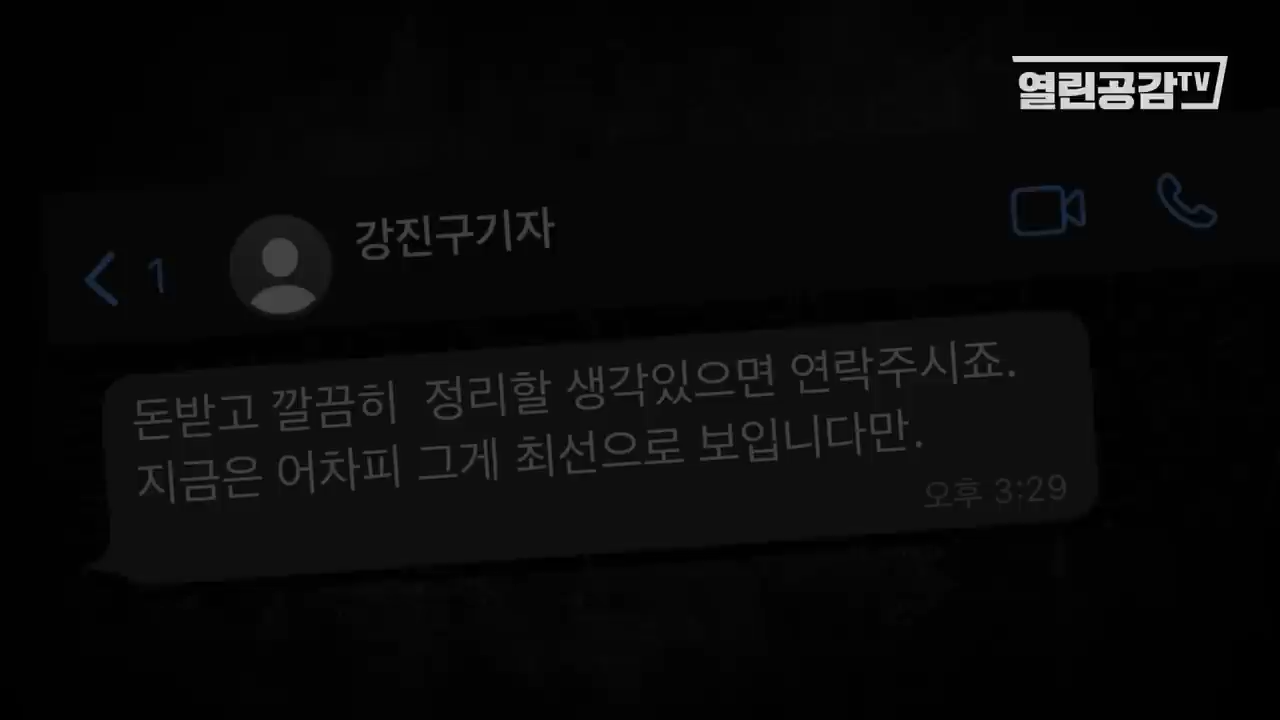 열린공감TV
1
강진구기자
돈받고 깔끔히 정리할 생각있으면 연락주시죠.
지금은 어차피 그게 최선으로 보입니다만.
오후 3:29